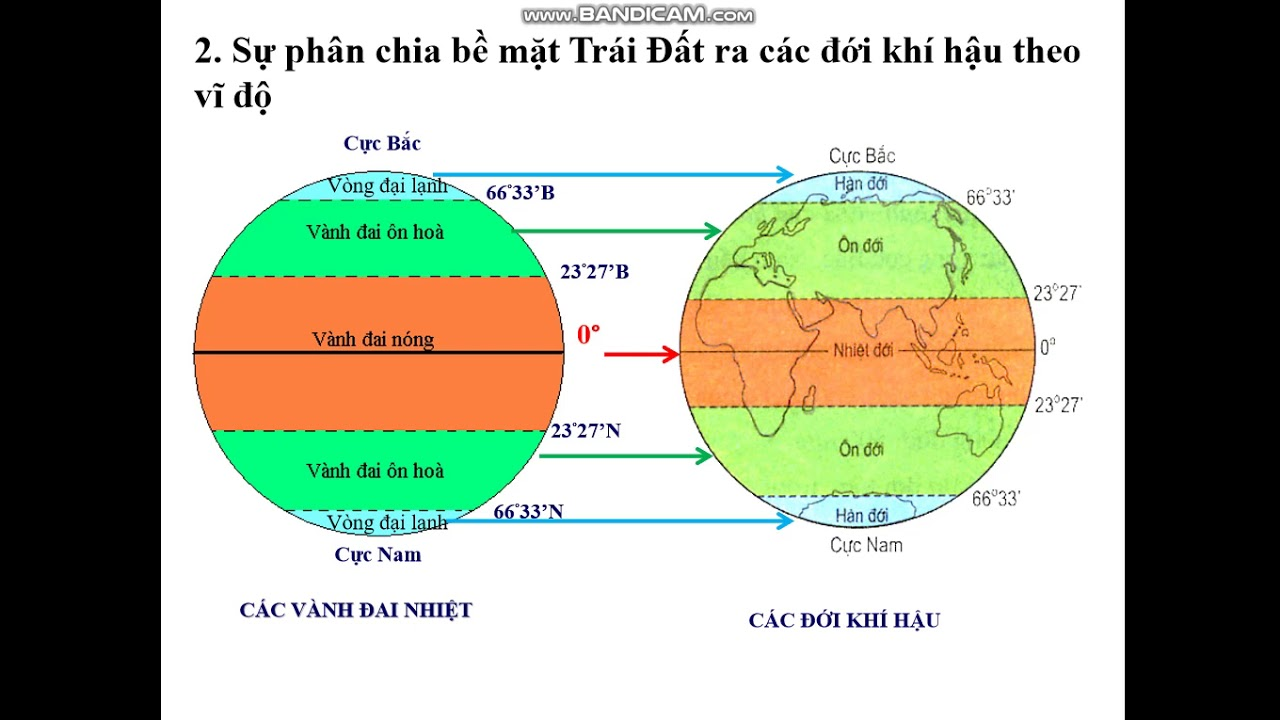 www.BANDICAM.com
2. Sự phân chia bề mặt Trái Đất ra các đới khí hậu theo
vĩ độ
Cực Bắc
Vòng đại lạnh
66°33’B
Vành đai ôn hoà
23°27’B
Vành đai nóng
0°
23°27’N
Vành đai ôn hoà
66°33’N
Vòng đại lạnh
Cực Nam
CÁC VÀNH ĐAI NHIỆT
Cực Bắc
Hàn đới
66°33'
Ôn đới
23°27'
Nhiệt đới
0°
23°27'
Ôn đới
66°33'
Hàn đới
Cực Nam
CÁC ĐỚI KHÍ HẬU